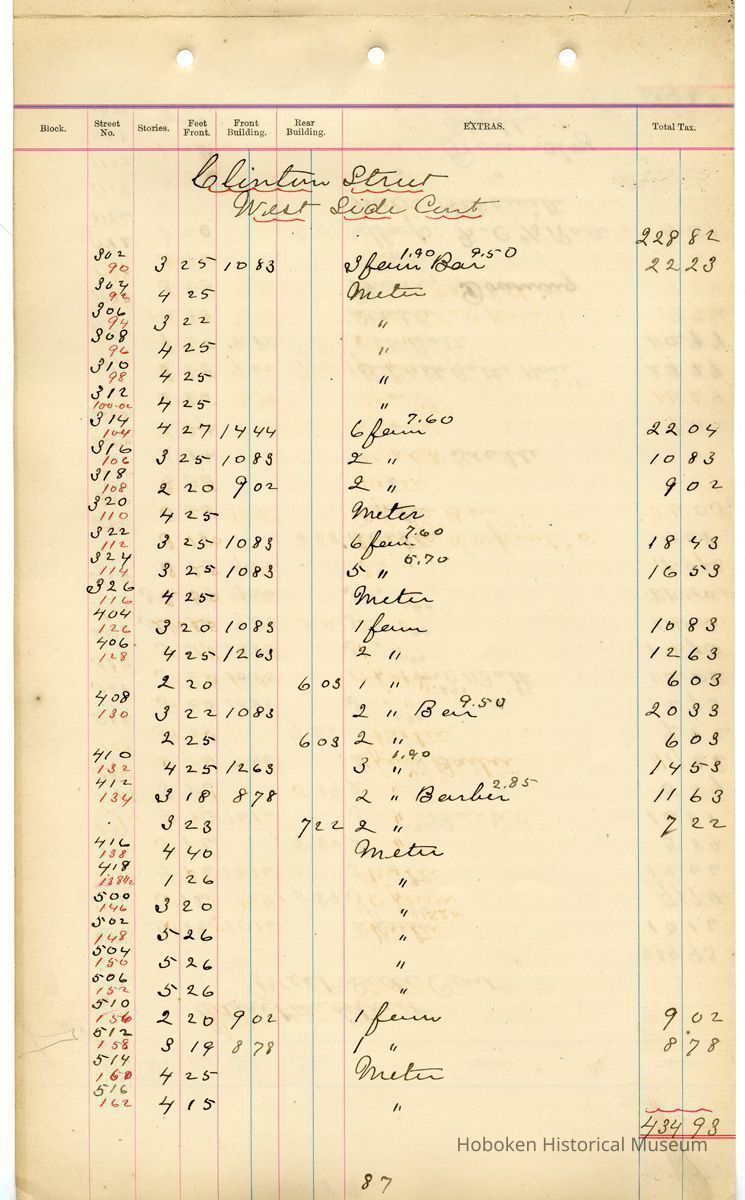 Block. Street No. Stories. Feet Front. Front Building. Rear Building. EXTRAS. Total Tax.
Clinton Street
West Side Cont
228 82
302 90 3 25 10 83 3 fam 1.90 Bar 9.50 22 23
304 92 4 25 Meter
306 94 3 22 "
308 96 4 25 "
310 98 4 25 "
312 100-02 4 25 "
314 104 4 27 14 44 6 fam 7.60 22 04
316 106 3 25 10 83 2 " 10 83
318 108 2 20 9 02 2 " 9 02
320 110 4 25 Meter
322 112 3 25 10 83 6 fam 7.60 18 43
324 114 3 25 10 83 5 " 5.70 16 53
326 116 4 25 Meter
404 126 3 20 10 83 1 fam 10 83
406 128 4 25 12 63 2 " 12 63
2 20 6 03 1 " 6 03
408 130 3 22 10 83 2 " Bar 9.50 20 33
2 25 6 03 2 " 6 03
410 132 4 25 12 63 3 " 1.90 14 53
412 134 3 18 8 78 2 " Barber 2.85 11 63
3 23 7 22 2 " 7 22
416 138 4 40 Meter
418 138½ 1 26 "
500 146 3 20 "
502 148 5 26 "
504 150 5 26 "
506 152 5 26 "
510 156 2 20 9 02 1 fam 9 02
512 158 3 19 8 78 1 " 8 78
514 160 4 25 Meter
516 162 4 15 "
434 93
Hoboken Historical Museum
87